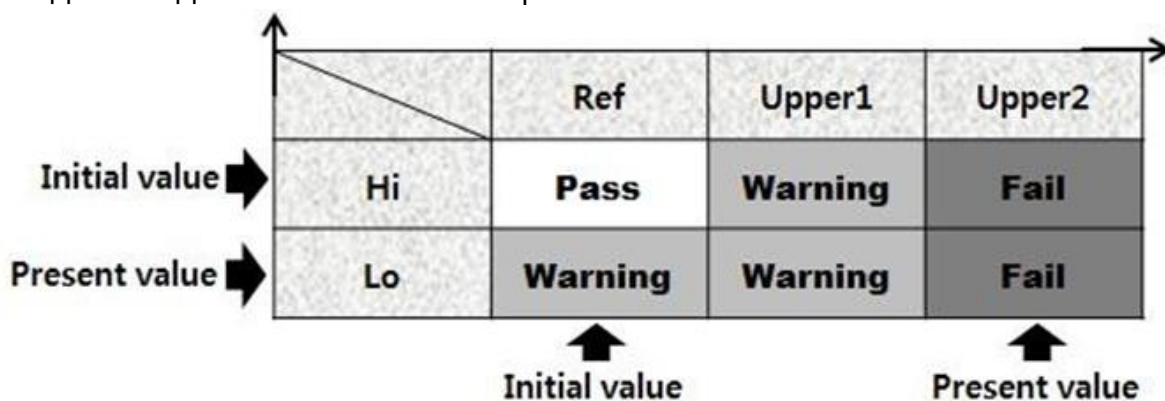 Ref Upper1 Upper2
Initial value Hi Pass Warning Fail
Present value Lo Warning Warning Fail
Initial value Present value